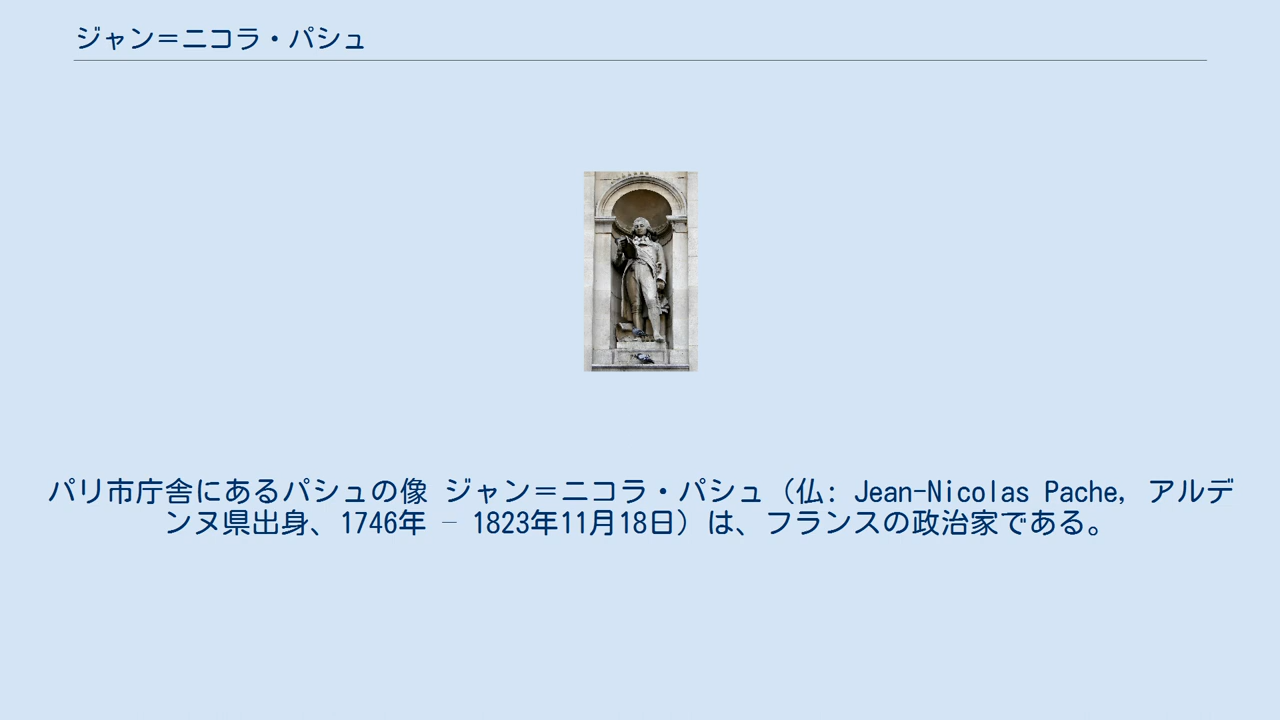 ジャン＝ニコラ・パシュ
パリ市庁舎にあるパシュの像 ジャン＝ニコラ・パシュ（仏: Jean-Nicolas Pache, アルデ
ンヌ県出身、1746年 – 1823年11月18日）は、フランスの政治家である。